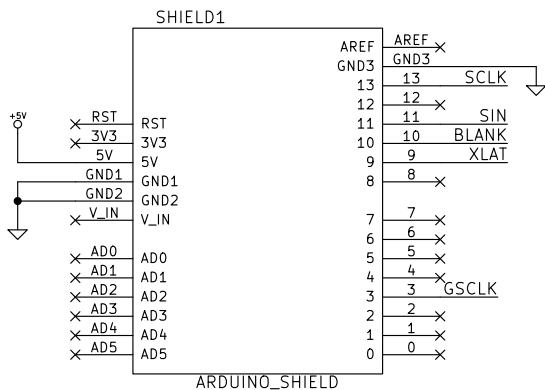 SHIELD1
AREF AREF
GND3 GND3
13 13 SCLK
12 12
11 11 SIN
10 10 BLANK
9 9 XLAT
8 8
7 7
6 6
5 5
4 4
3 3 GSCLK
2 2
1 1
0 0
+5V
RST RST
3V3 3V3
5V 5V
GND1 GND1
GND2 GND2
V_IN V_IN
AD0 AD0
AD1 AD1
AD2 AD2
AD3 AD3
AD4 AD4
AD5 AD5
ARDUINO_SHIELD